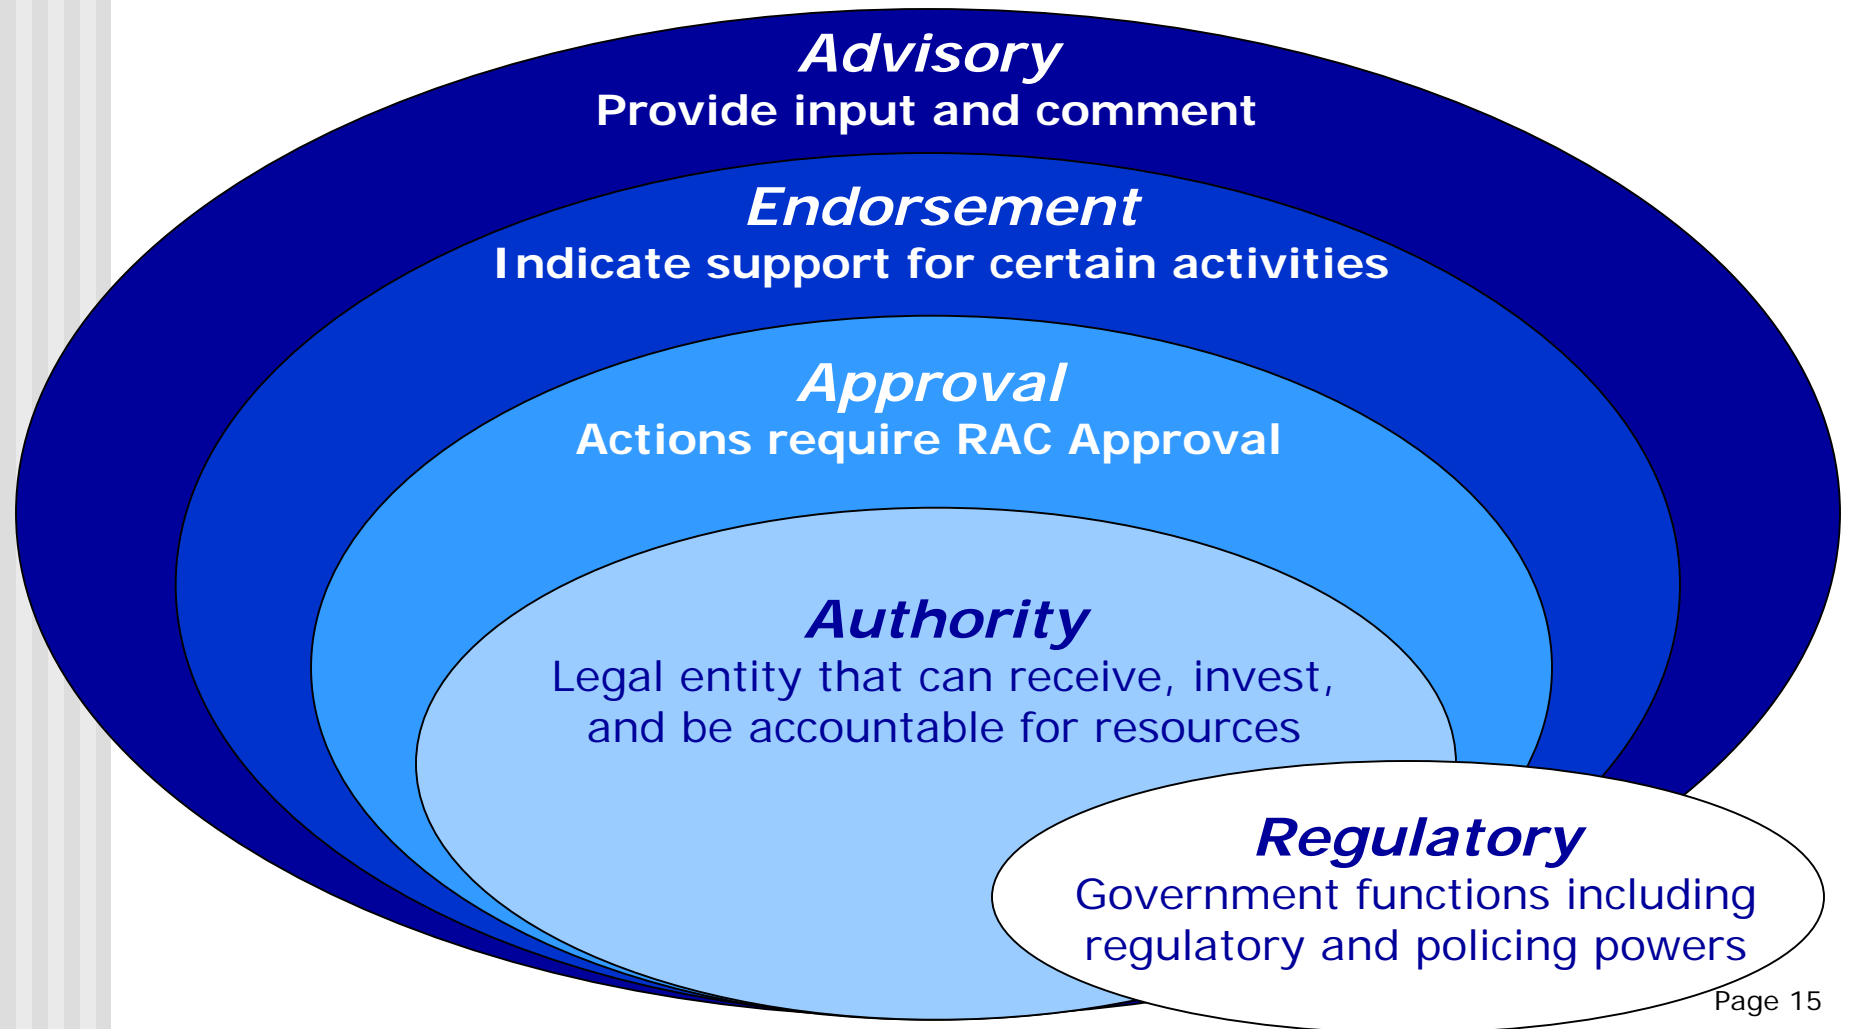 Advisory
Provide input and comment
Endorsement
Indicate support for certain activities
Approval
Actions require RAC Approval
Authority
Legal entity that can receive, invest,
and be accountable for resources
Regulatory
Government functions including
regulatory and policing powers
Page 15